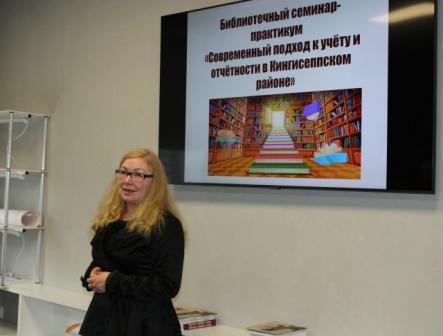 Библиотечный семинар-
практикум
«Современный подход к учёту и
отчётности в Кингисеппском
районе»